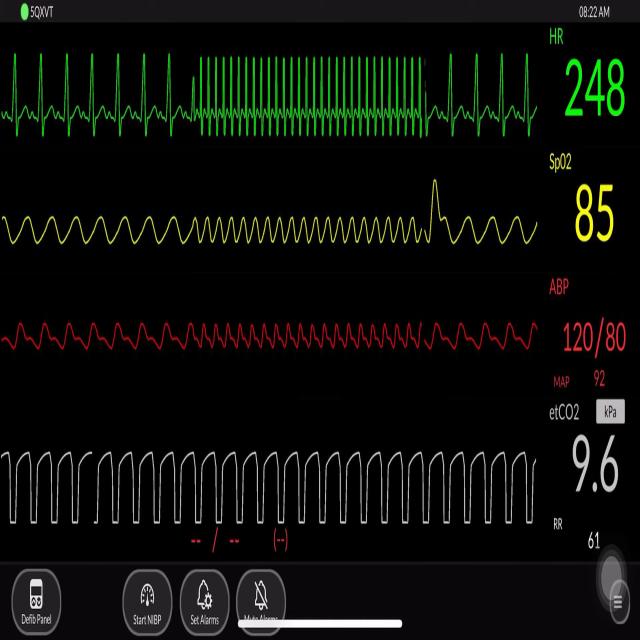 5QXVT
08:22 AM
HR
248
SpO2
85
ABP
120/80
MAP 92
etCO2 kPa
9.6
RR
61
-- / -- (--)
Defib Panel
Start NIBP
Set Alarms
Mute Alarms